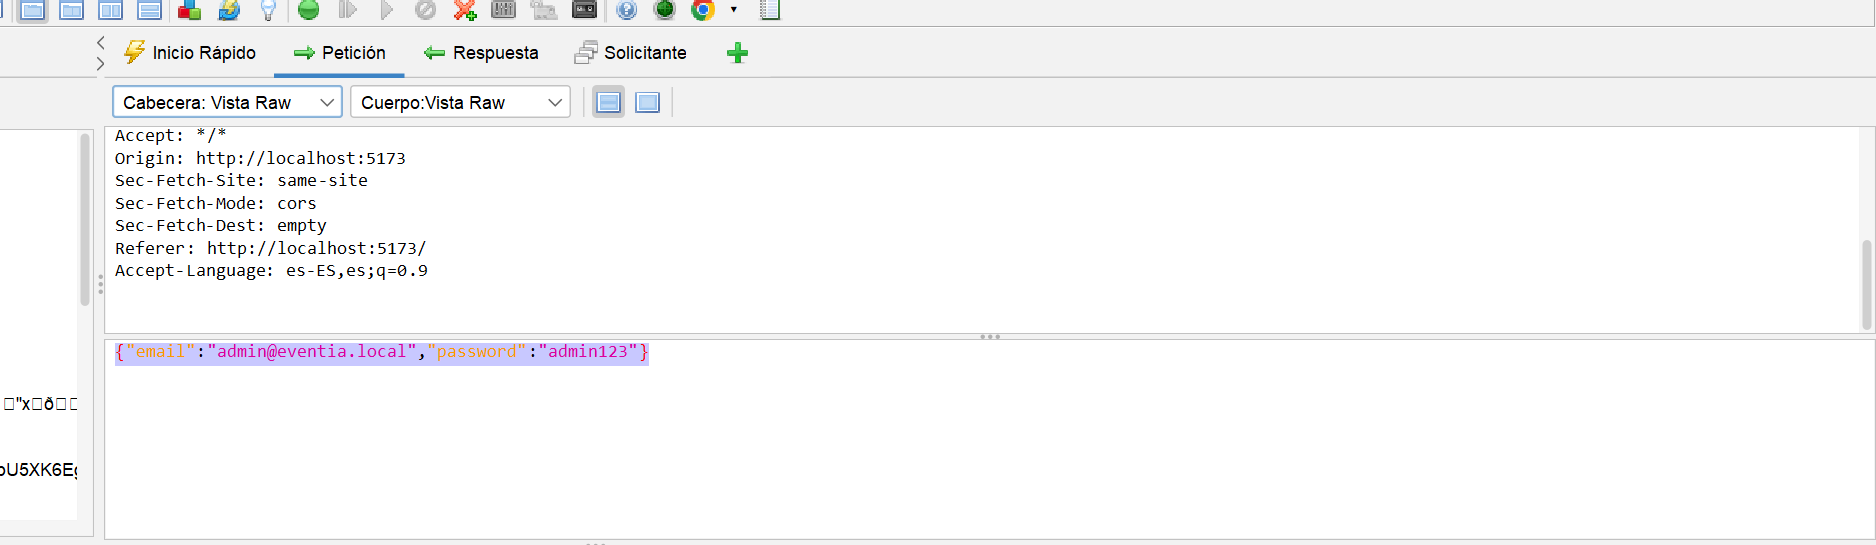 Inicio Rápido Petición Respuesta Solicitante
Cabecera: Vista Raw Cuerpo:Vista Raw
Accept: */*
Origin: http://localhost:5173
Sec-Fetch-Site: same-site
Sec-Fetch-Mode: cors
Sec-Fetch-Dest: empty
Referer: http://localhost:5173/
Accept-Language: es-ES,es;q=0.9
{"email":"admin@eventia.local","password":"admin123"}